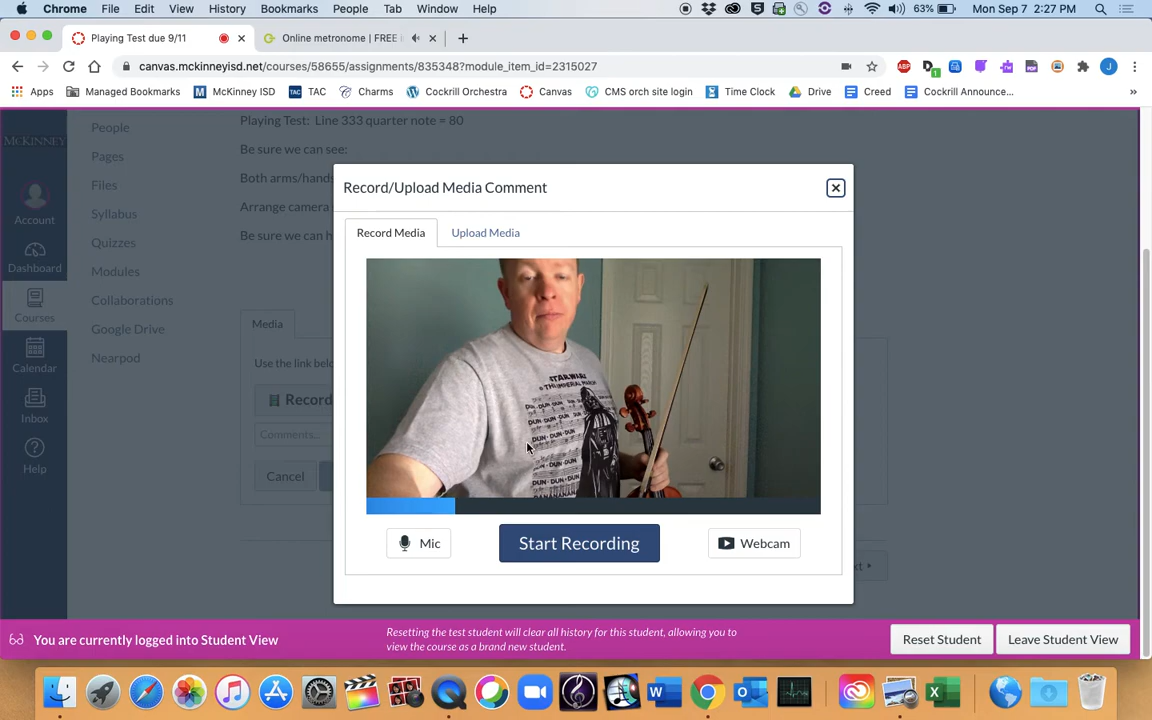 Chrome File Edit View History Bookmarks People Tab Window Help 63% Mon Sep 7 2:27 PM
Playing Test due 9/11 Online metronome | FREE
canvas.mckinneyisd.net/courses/58655/assignments/835348?module_item_id=2315027
Apps Managed Bookmarks McKinney ISD TAC Charms Cockrill Orchestra Canvas CMS orch site login Time Clock Drive Creed Cockrill Announce...
MCKINNEY
Account
Dashboard
Courses
Calendar
Inbox
Help
People
Pages
Files
Syllabus
Quizzes
Modules
Collaborations
Google Drive
Nearpod
Playing Test: Line 333 quarter note = 80
Be sure we can see:
Both arms/hands
Arrange camera
Be sure we can h
Media
Use the link belo
Record
Comments...
Cancel
Record/Upload Media Comment
Record Media Upload Media
STAR WARS
THE IMPERIAL MARCH
DUN- DUN- DUN-
Mic Start Recording Webcam
You are currently logged into Student View
Resetting the test student will clear all history for this student, allowing you to
view the course as a brand new student.
Reset Student Leave Student View